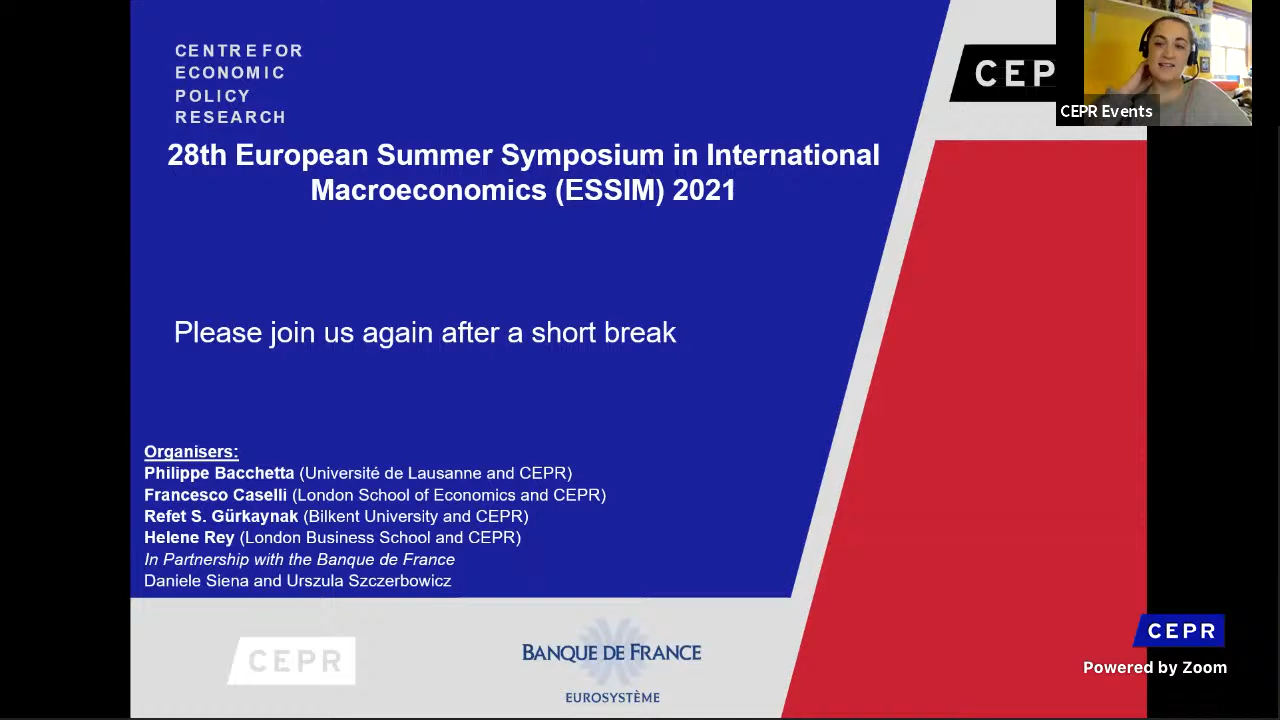 CENTRE FOR
ECONOMIC
POLICY
RESEARCH
CEP
CEPR Events
28th European Summer Symposium in International
Macroeconomics (ESSIM) 2021
Please join us again after a short break
Organisers:
Philippe Bacchetta (Université de Lausanne and CEPR)
Francesco Caselli (London School of Economics and CEPR)
Refet S. Gürkaynak (Bilkent University and CEPR)
Helene Rey (London Business School and CEPR)
In Partnership with the Banque de France
Daniele Siena and Urszula Szczerbowicz
CEPR
BANQUE DE FRANCE
EUROSYSTÈME
CEPR
Powered by Zoom